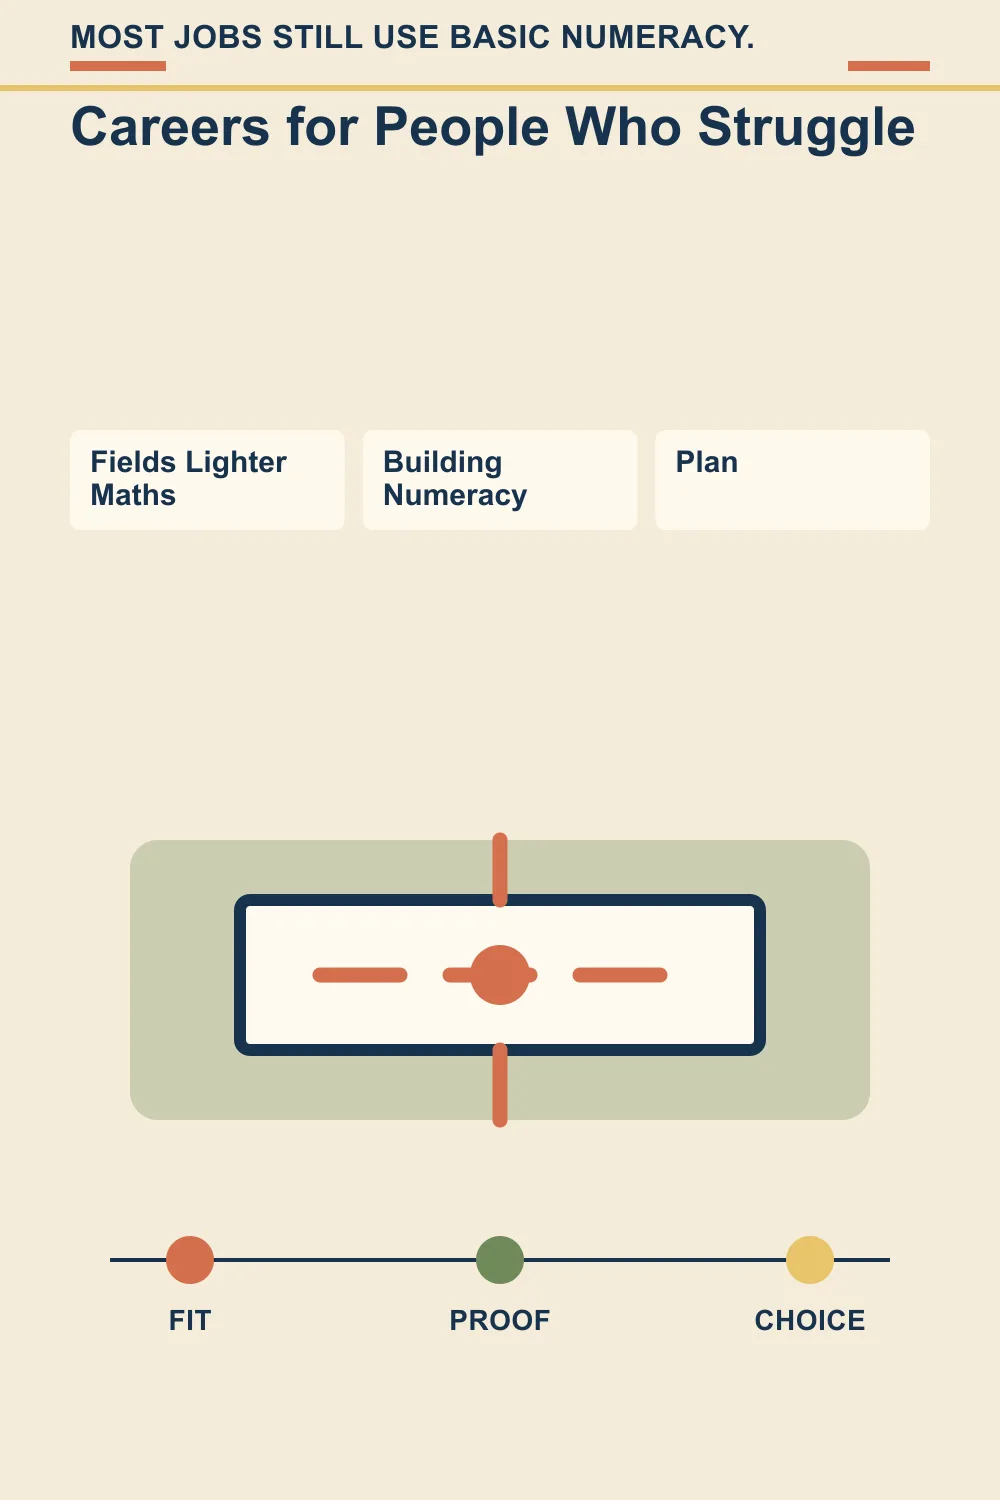 MOST JOBS STILL USE BASIC NUMERACY.
Careers for People Who Struggle
Fields Lighter
Maths
Building
Numeracy
Plan
FIT
PROOF
CHOICE